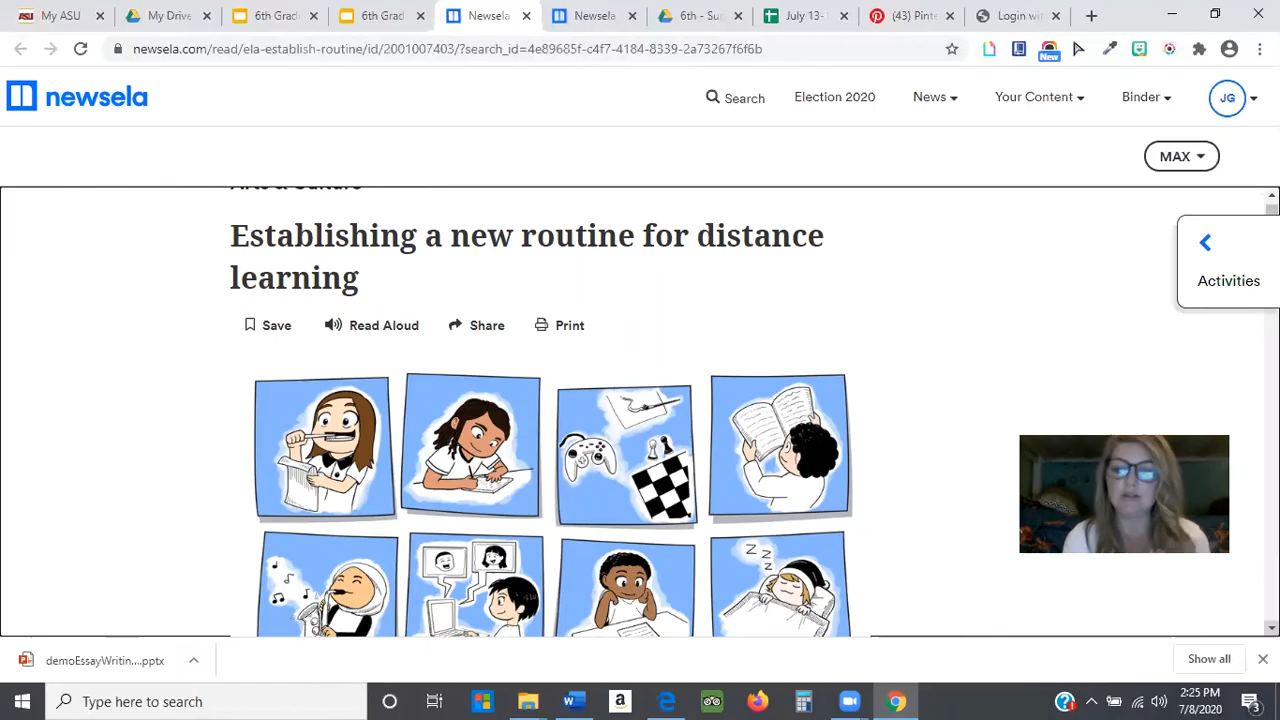 My AS
My Drive
6th Grad
6th Grad
Newsela
Newsela
6th - Su
July 13-
(43) Pinte
Login wi
newsela.com/read/ela-establish-routine/id/2001007403/?search_id=4e89685f-c4f7-4184-8339-2a73267f6f6b
New
newsela
Search
Election 2020
News
Your Content
Binder
JG
MAX
Establishing a new routine for distance
learning
Activities
Save
Read Aloud
Share
Print
Z Z
Z
demoEssayWritin....pptx
Show all
Type here to search
2:25 PM
7/8/2020
3